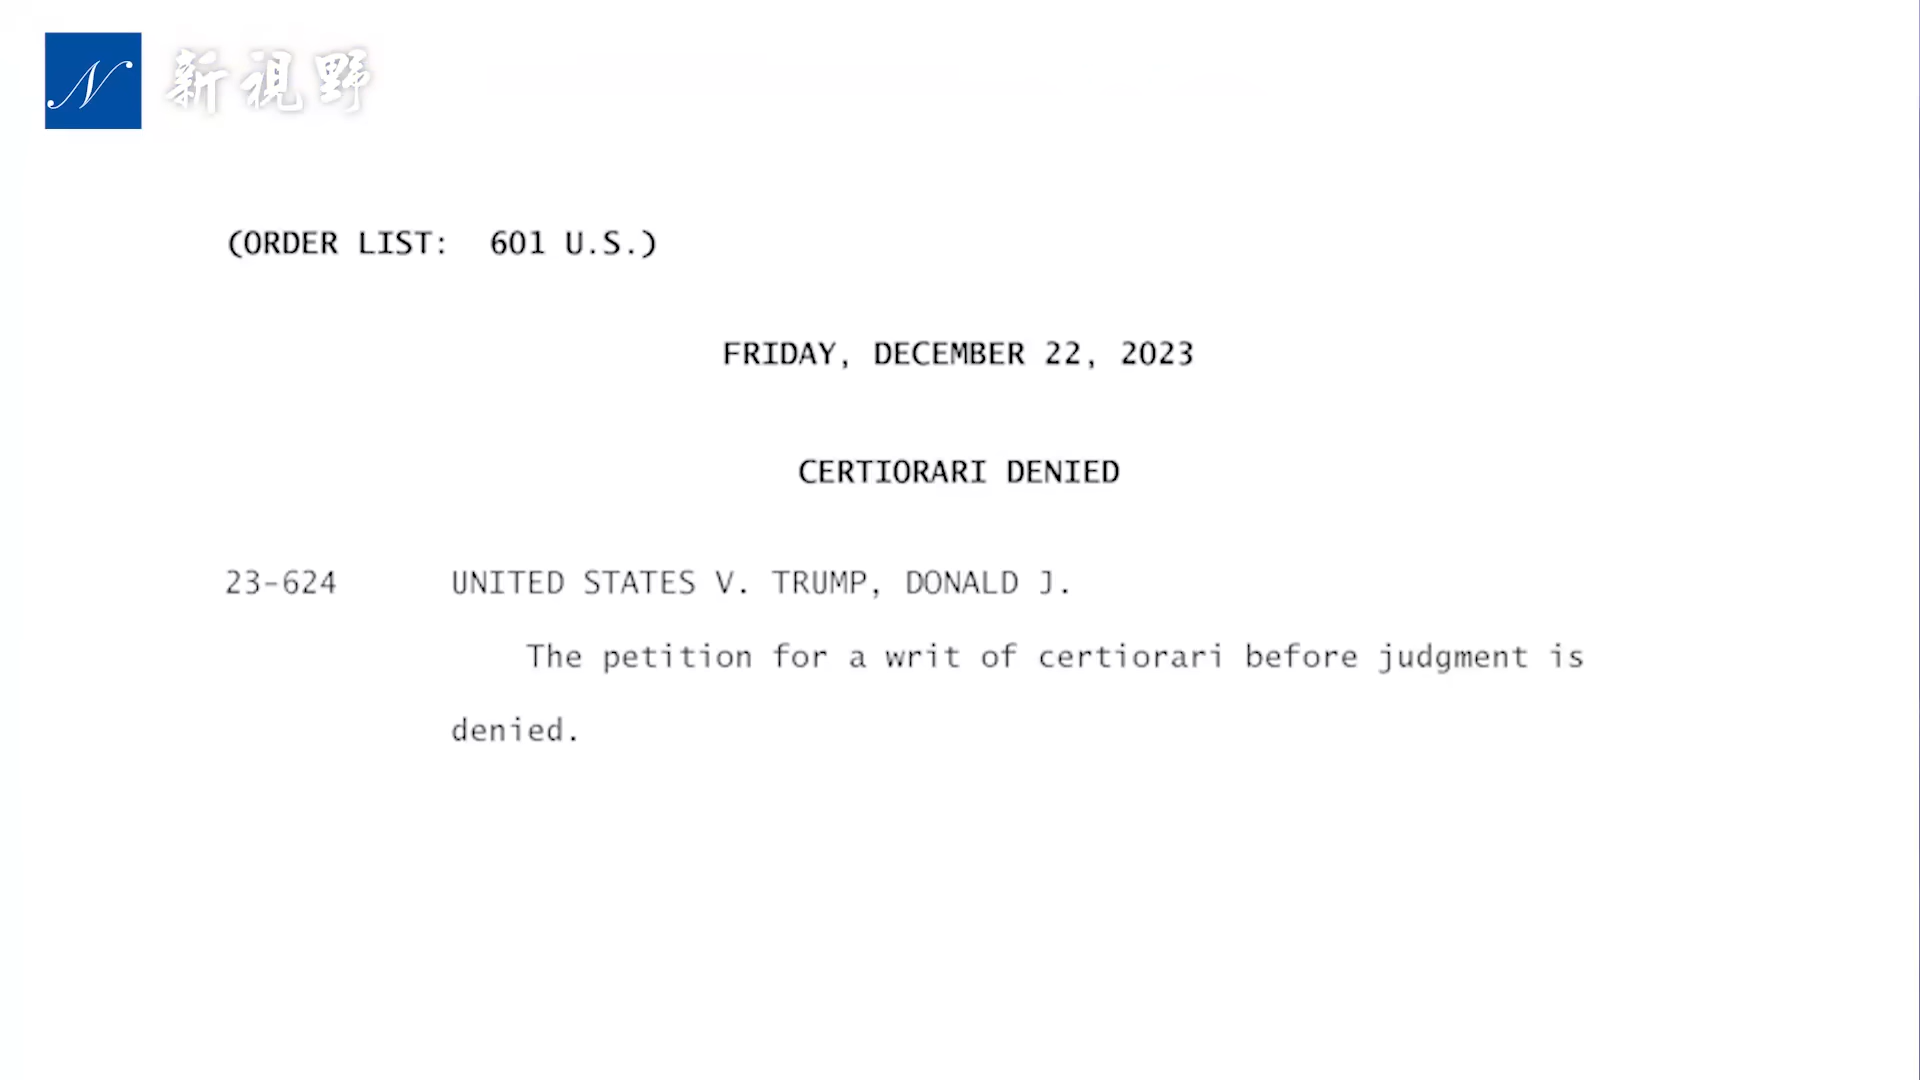 N 新視野
(ORDER LIST: 601 U.S.)
FRIDAY, DECEMBER 22, 2023
CERTIORARI DENIED
23-624 UNITED STATES V. TRUMP, DONALD J.
The petition for a writ of certiorari before judgment is
denied.